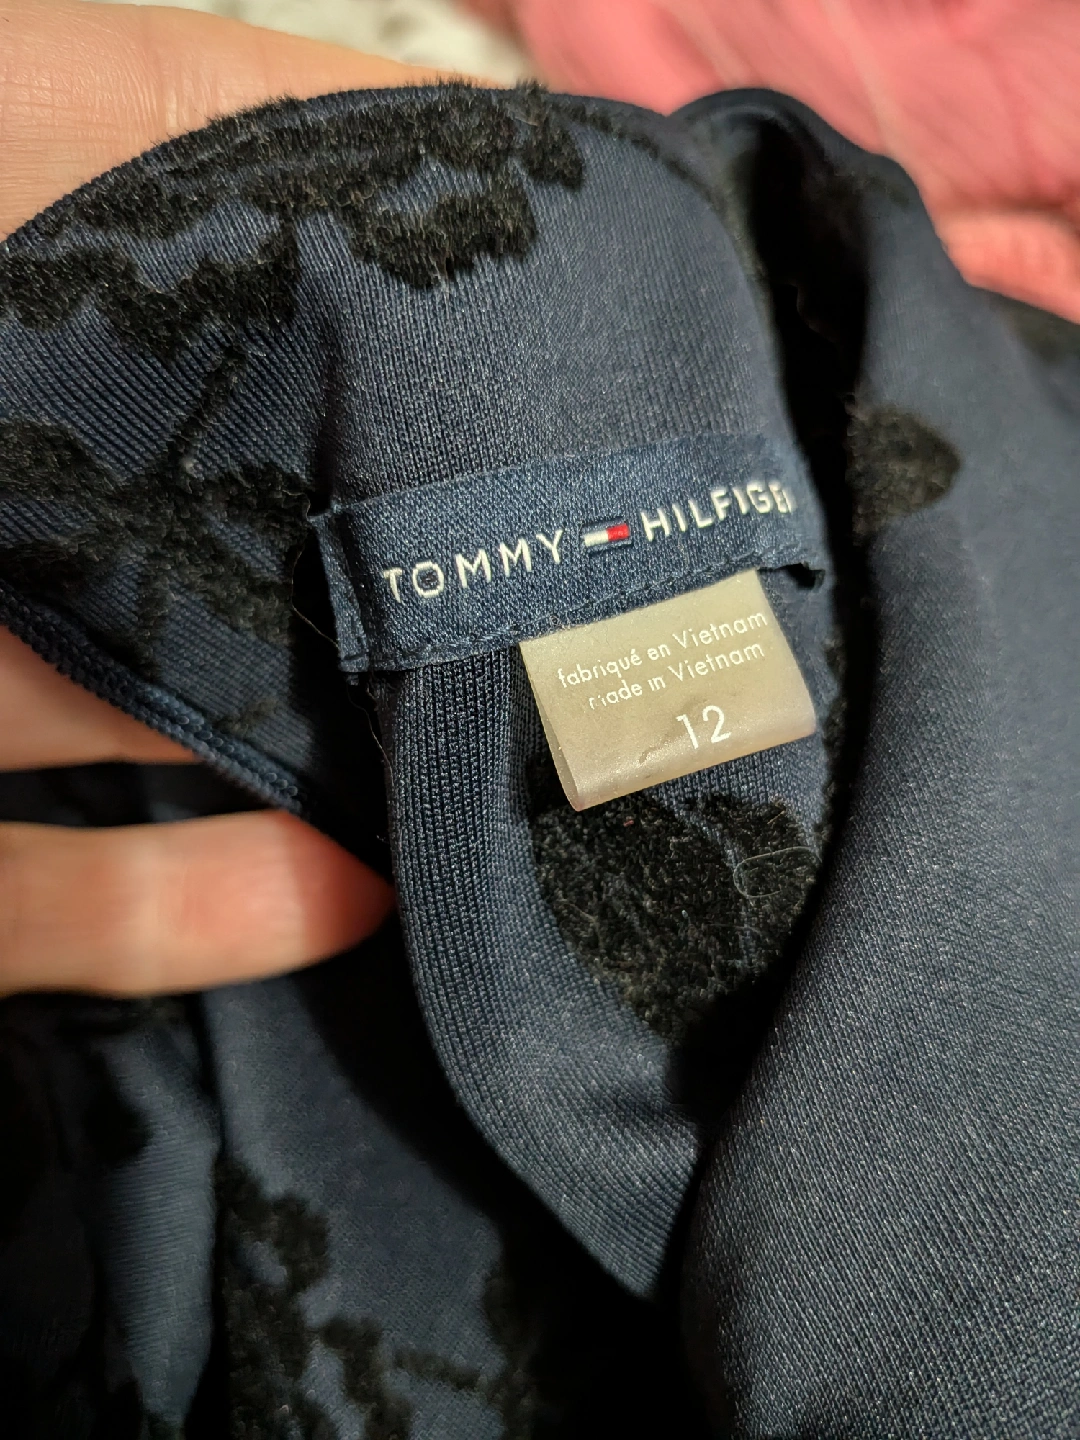 TOMMY HILFIGER
fabriqué en Vietnam
made in Vietnam
12